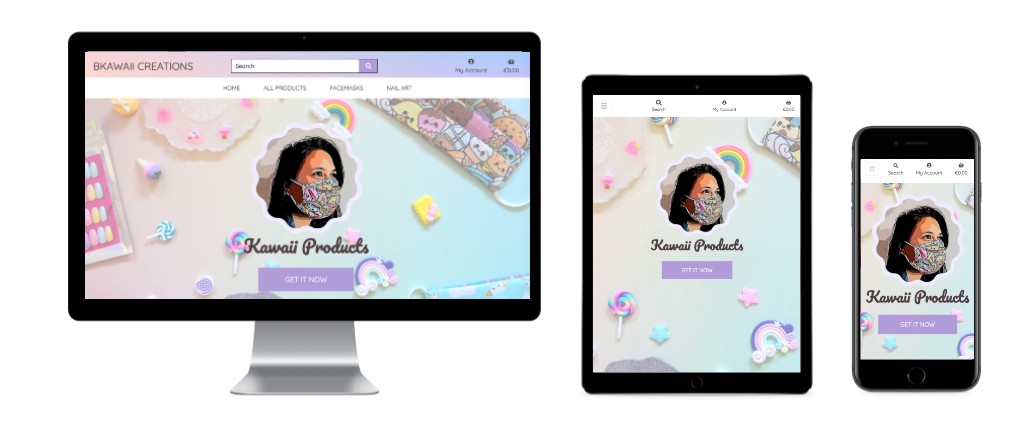 BKAWAII CREATIONS
Search
My Account
€0.00
HOME
ALL PRODUCTS
FACEMASKS
NAIL ART
Kawaii Products
GET IT NOW
Search
My Account
€0.00
Kawaii Products
GET IT NOW
Search
My Account
€0.00
Kawaii Products
GET IT NOW